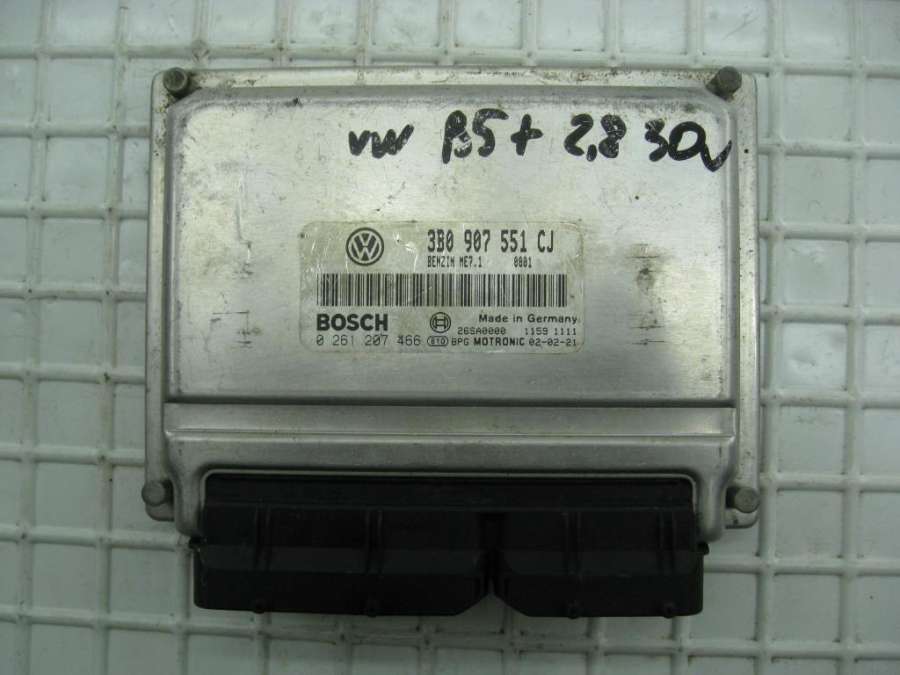 vw B5+ 2,8 30v
3B0 907 551 CJ
BENZIN ME7.1 0001
BOSCH Made in Germany
26SA0000 1159 1111
0 261 207 466 BPG MOTRONIC 02-02-21